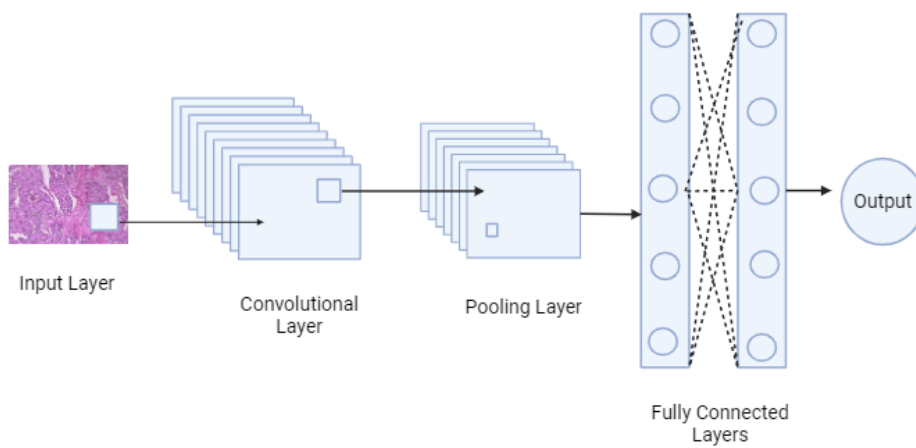 Output
Input Layer
Convolutional
Layer
Pooling Layer
Fully Connected
Layers